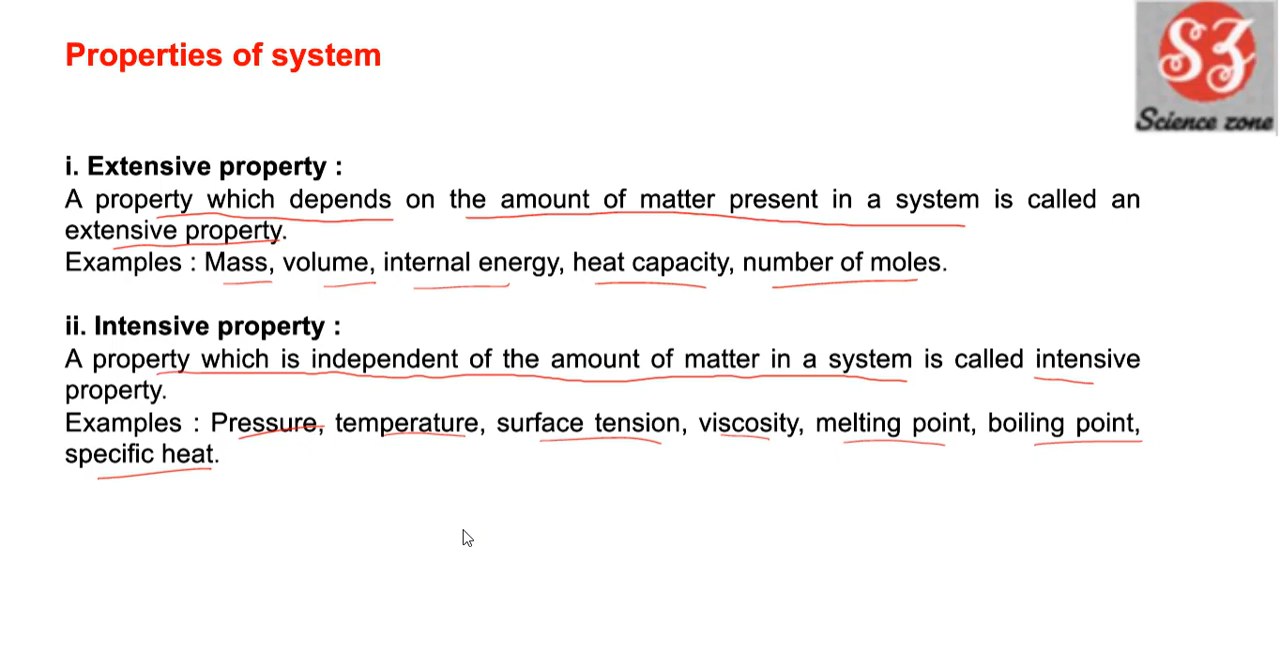 Properties of system
SZ
Science zone
i. Extensive property :
A property which depends on the amount of matter present in a system is called an
extensive property.
Examples : Mass, volume, internal energy, heat capacity, number of moles.
ii. Intensive property :
A property which is independent of the amount of matter in a system is called intensive
property.
Examples : Pressure, temperature, surface tension, viscosity, melting point, boiling point,
specific heat.